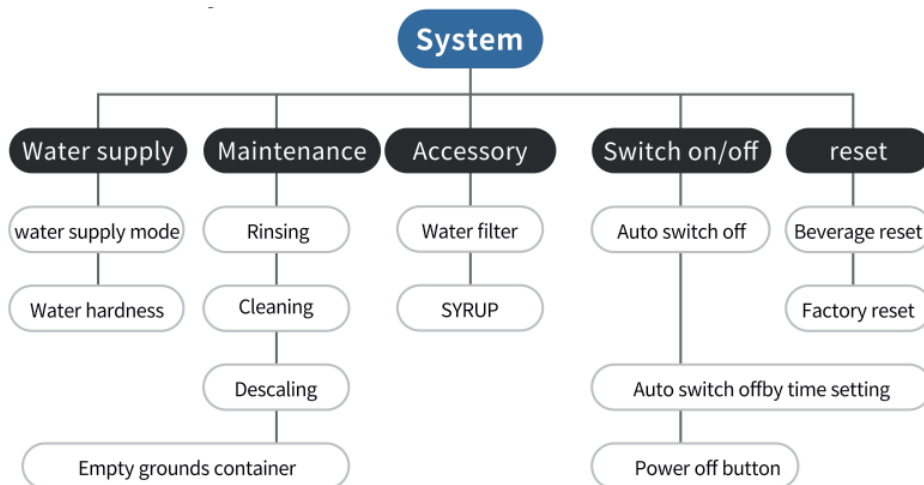 System
Water supply
Maintenance
Accessory
Switch on/off
reset
water supply mode
Rinsing
Water filter
Auto switch off
Beverage reset
Water hardness
Cleaning
SYRUP
Factory reset
Descaling
Auto switch offby time setting
Empty grounds container
Power off button